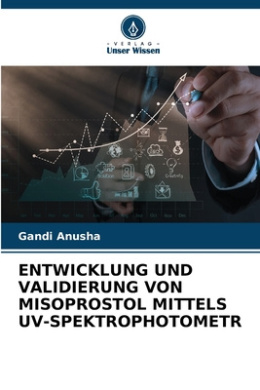 • VERLAG •
Unser Wissen
Gandi Anusha
ENTWICKLUNG UND
VALIDIERUNG VON
MISOPROSTOL MITTELS
UV-SPEKTROPHOTOMETR